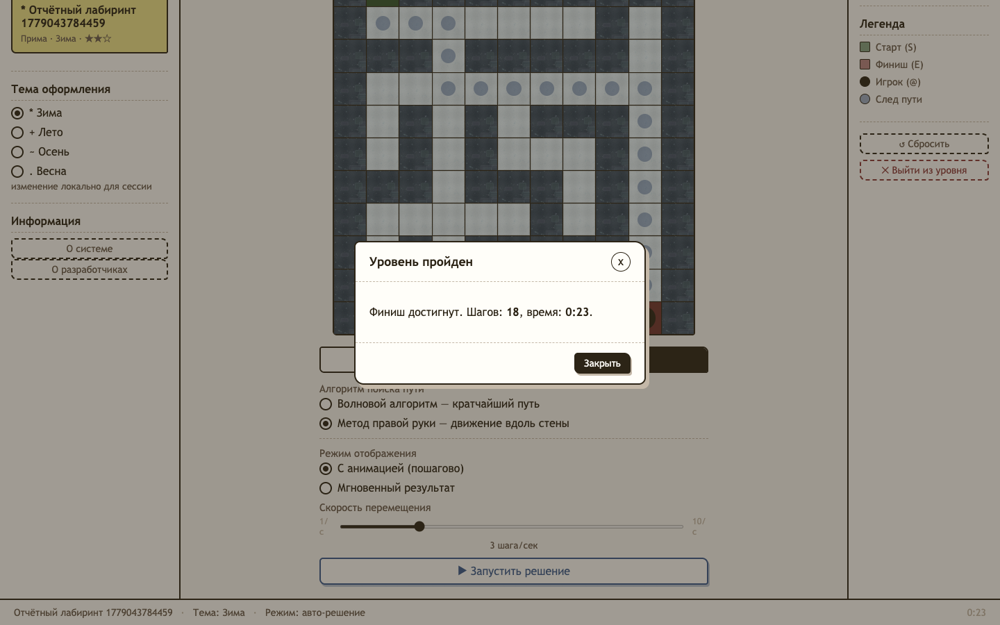 * Отчётный лабиринт
1779043784459
Прима · Зима · ★★☆
Тема оформления
* Зима
+ Лето
~ Осень
. Весна
изменение локально для сессии
Информация
О системе
О разработчиках
Уровень пройден
X
Финиш достигнут. Шагов: 18, время: 0:23.
Закрыть
Алгоритм поиска пути
Волновой алгоритм — кратчайший путь
Метод правой руки — движение вдоль стены
Режим отображения
С анимацией (пошагово)
Мгновенный результат
Скорость перемещения
1/
с
10/
с
3 шага/сек
▶ Запустить решение
Легенда
Старт (S)
Финиш (E)
Игрок (@)
След пути
↺ Сбросить
✕ Выйти из уровня
Отчётный лабиринт 1779043784459 · Тема: Зима · Режим: авто-решение
0:23